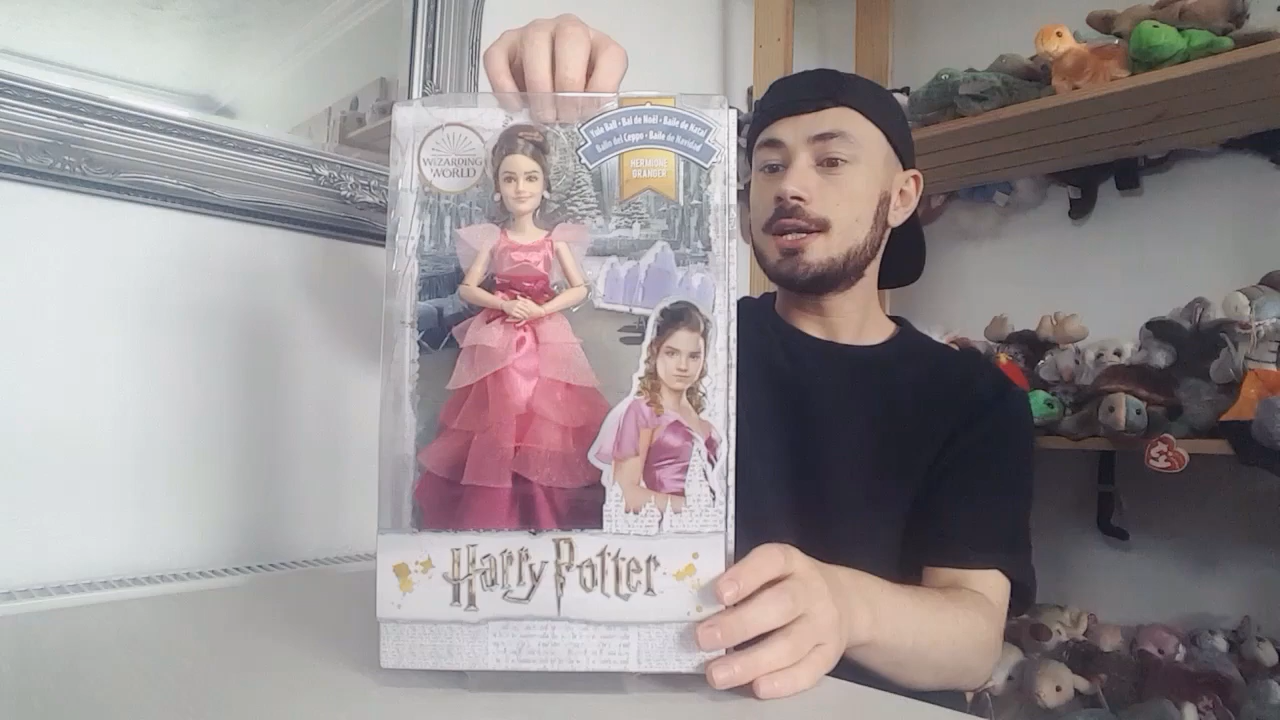 WIZARDING
WORLD
Yule Ball • Bal de Noël • Baile de Natal
Ballo del Ceppo • Baile de Navidad
HERMIONE
GRANGER
Harry Potter
ty